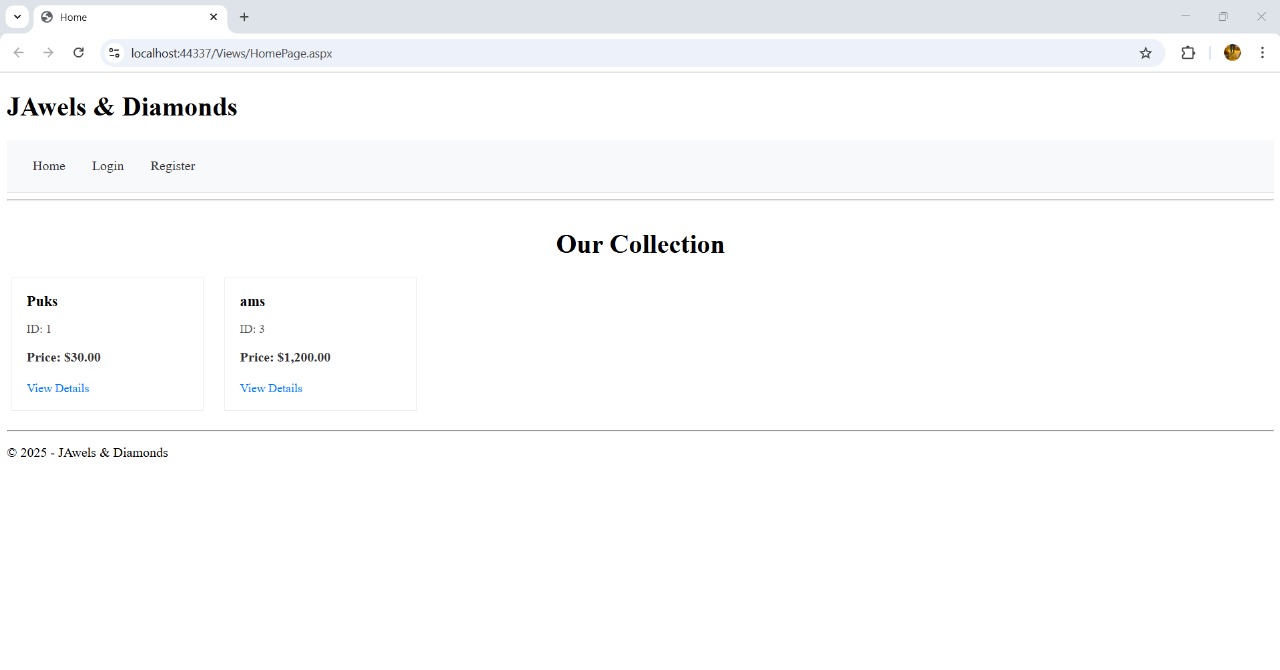 Home
localhost:44337/Views/HomePage.aspx
JAwels & Diamonds
Home Login Register
Our Collection
Puks
ID: 1
Price: $30.00
View Details
ams
ID: 3
Price: $1,200.00
View Details
© 2025 - JAwels & Diamonds